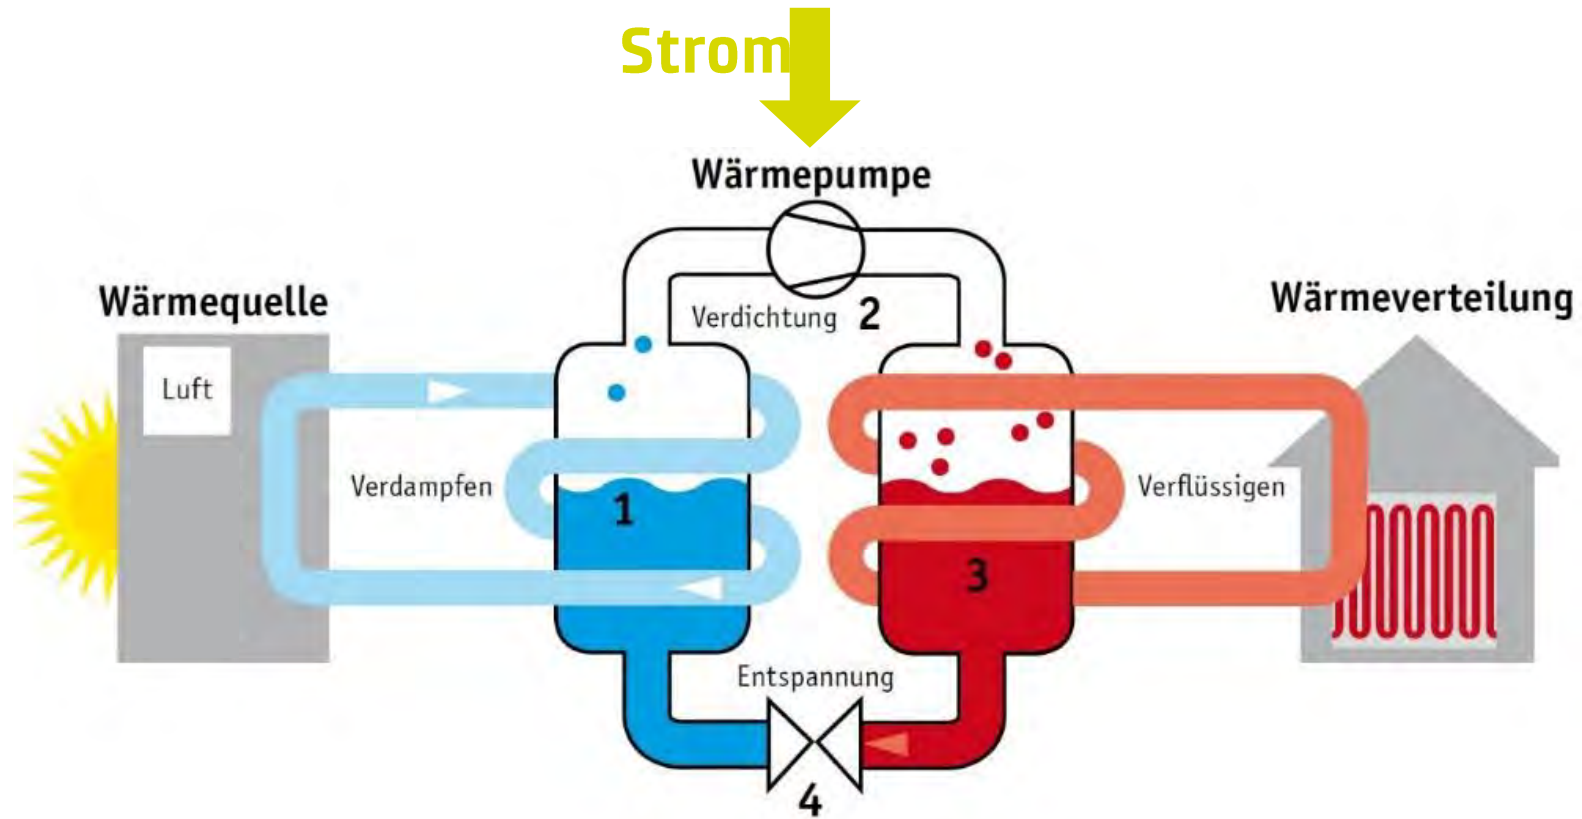 Strom
Wärmepumpe
Wärmequelle
Wärmeverteilung
Verdichtung 2
Luft
Verdampfen
Verflüssigen
1
3
Entspannung
4